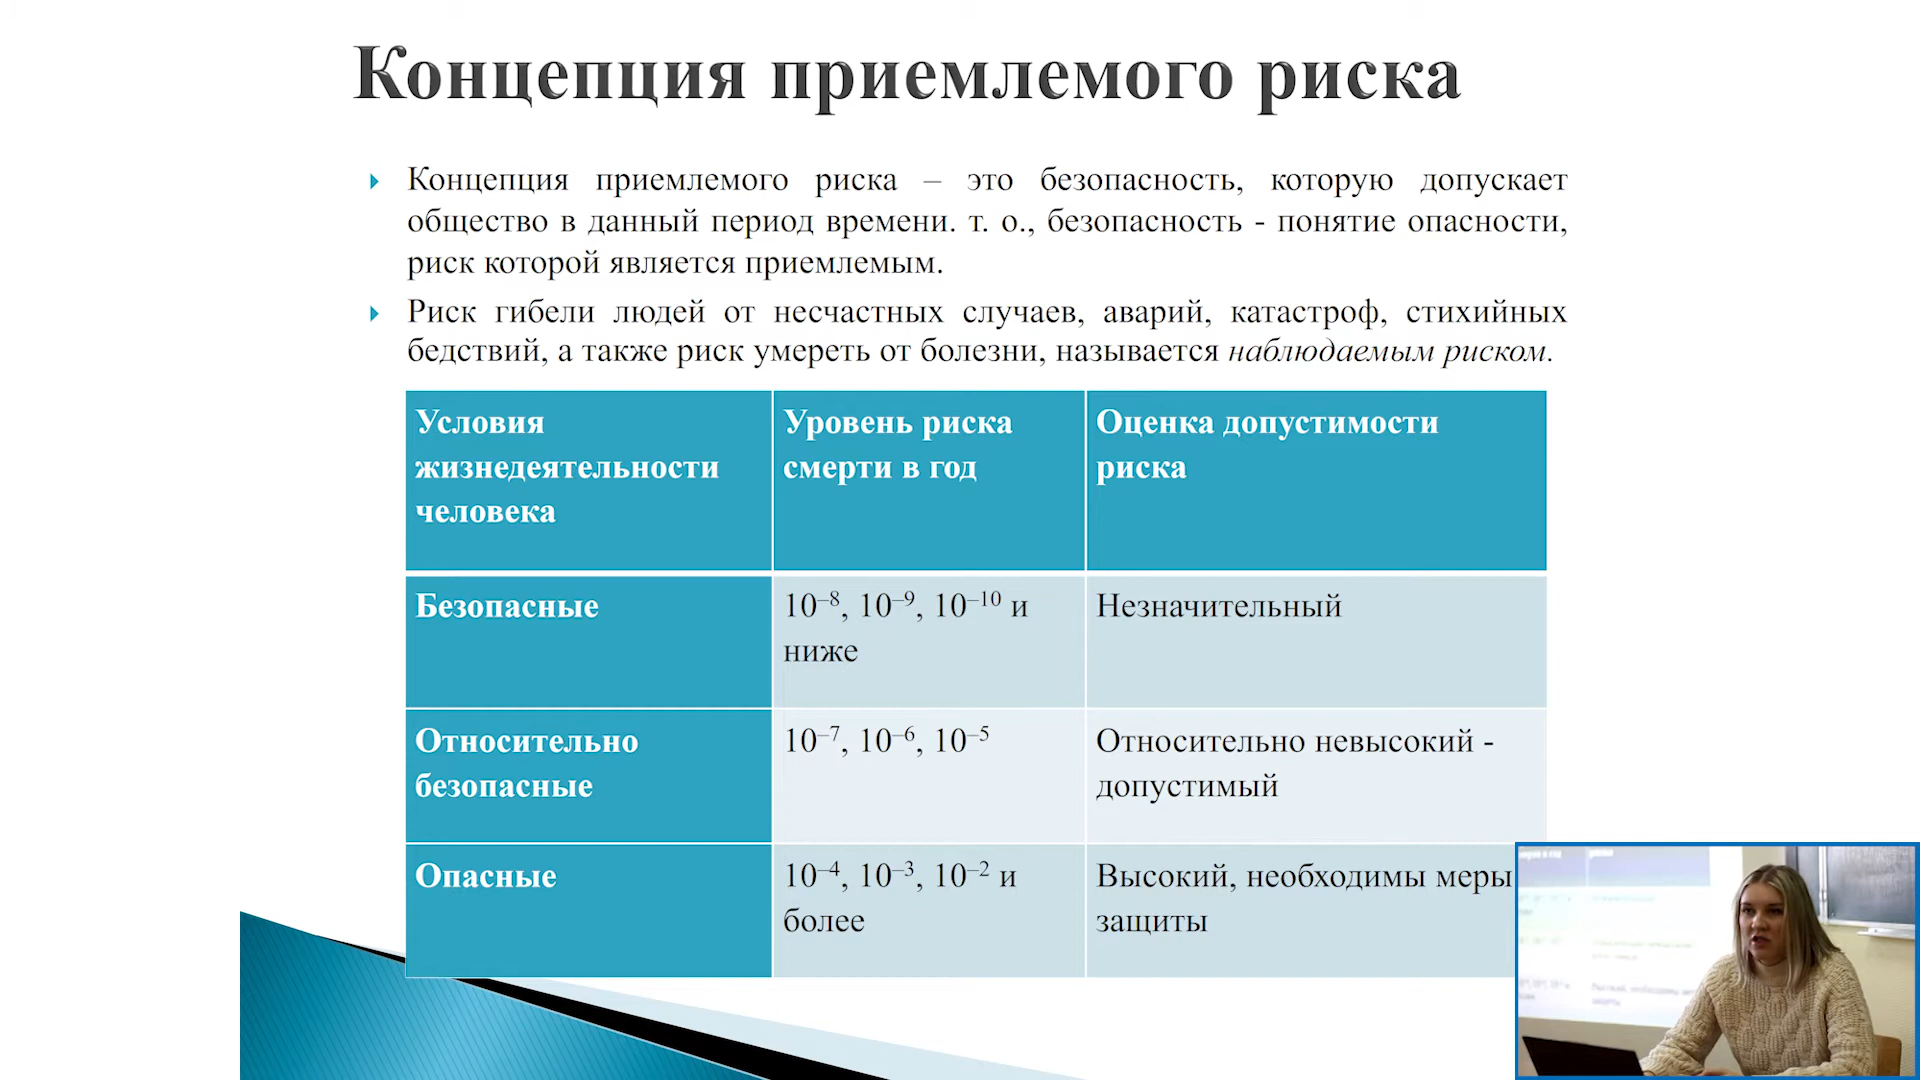 Концепция приемлемого риска
Концепция приемлемого риска – это безопасность, которую допускает
общество в данный период времени. т. о., безопасность - понятие опасности,
риск которой является приемлемым.
Риск гибели людей от несчастных случаев, аварий, катастроф, стихийных
бедствий, а также риск умереть от болезни, называется наблюдаемым риском.
Условия
жизнедеятельности
человека
Уровень риска
смерти в год
Оценка допустимости
риска
Безопасные
10⁻⁸, 10⁻⁹, 10⁻¹⁰ и
ниже
Незначительный
Относительно
безопасные
10⁻⁷, 10⁻⁶, 10⁻⁵
Относительно невысокий -
допустимый
Опасные
10⁻⁴, 10⁻³, 10⁻² и
более
Высокий, необходимы меры
защиты